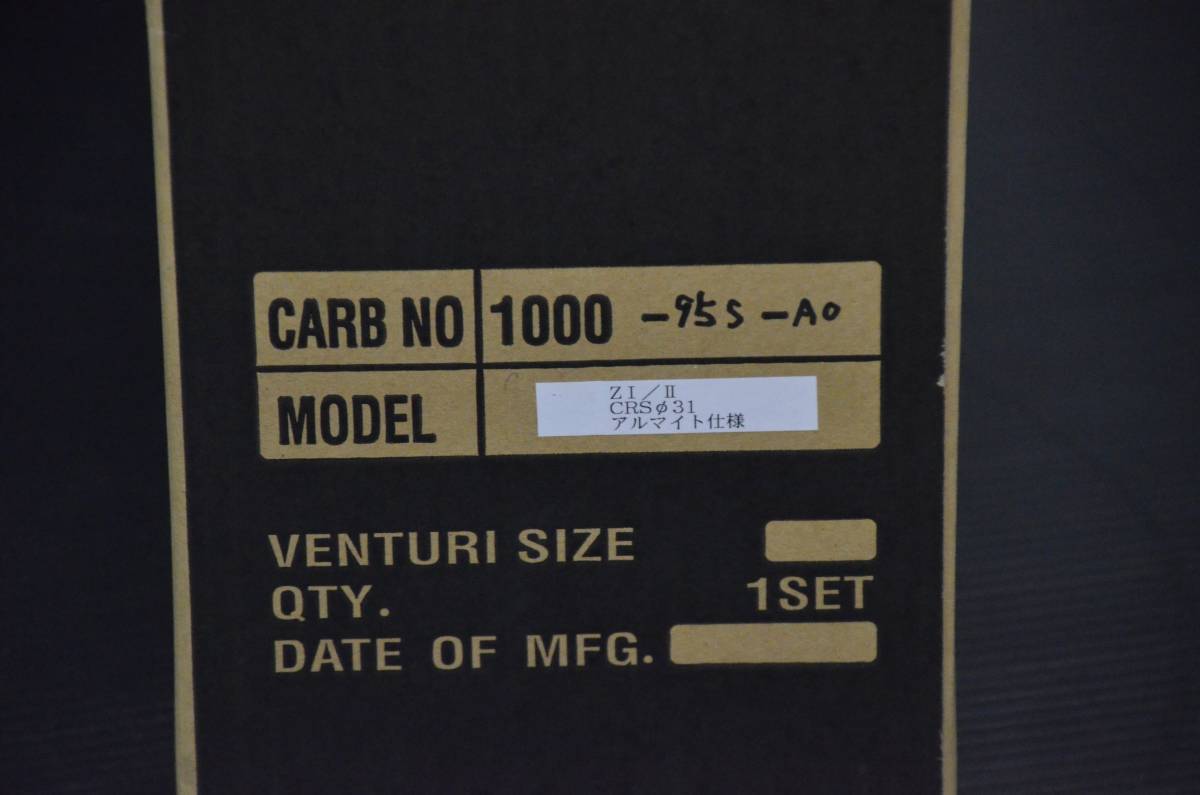 CARB NO 1000 -95S-A0
MODEL ZⅠ／Ⅱ
CRSφ31
アルマイト仕様
VENTURI SIZE
QTY. 1SET
DATE OF MFG.